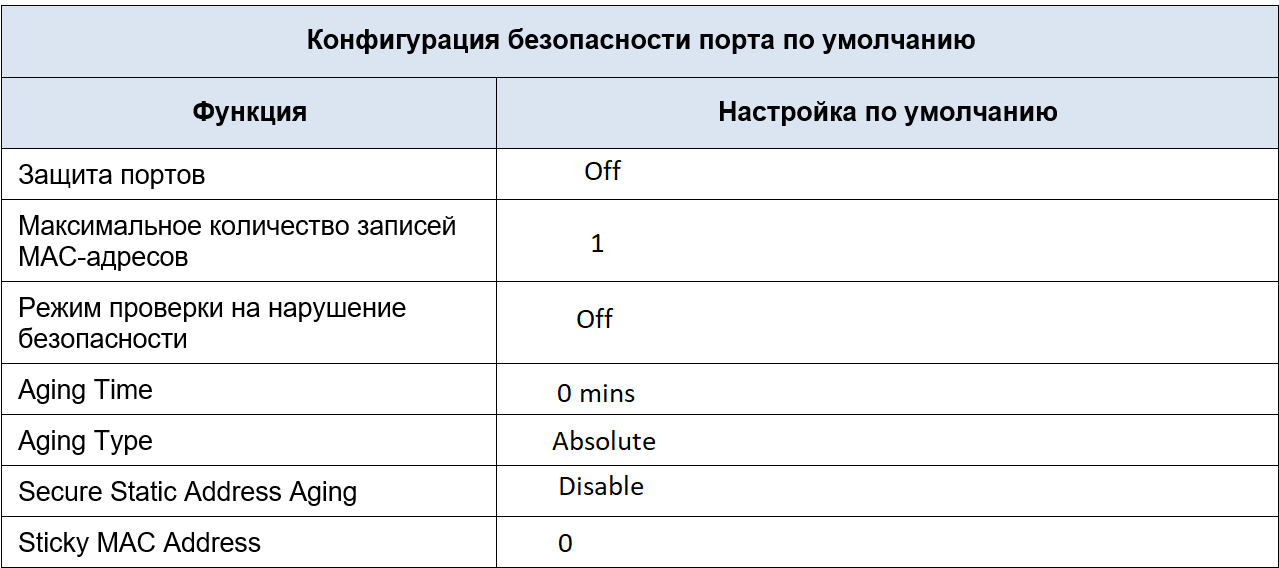 Конфигурация безопасности порта по умолчанию
Функция
Настройка по умолчанию
Защита портов
Off
Максимальное количество записей
MAC-адресов
1
Режим проверки на нарушение
безопасности
Off
Aging Time
0 mins
Aging Type
Absolute
Secure Static Address Aging
Disable
Sticky MAC Address
0